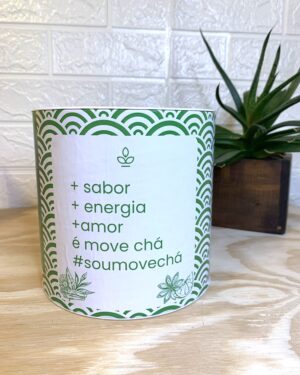 + sabor
+ energia
+amor
é move chá
#soumovechá